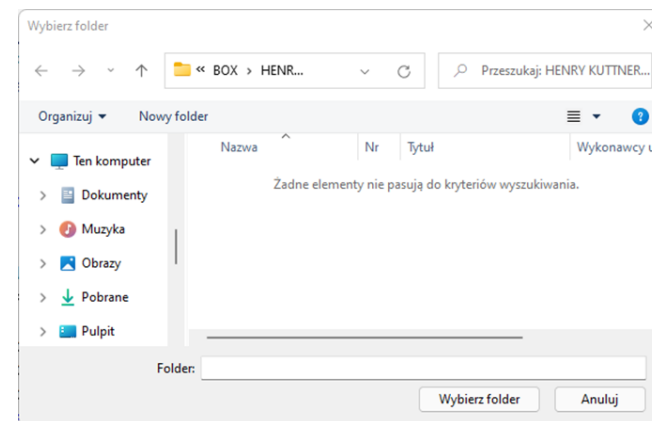 Wybierz folder
« BOX > HENR...
Przeszukaj: HENRY KUTTNER...
Organizuj
Nowy folder
?
Nazwa
Nr
Tytuł
Wykonawcy u
Ten komputer
Żadne elementy nie pasują do kryteriów wyszukiwania.
Dokumenty
Muzyka
Obrazy
Pobrane
Pulpit
Folder:
Wybierz folder
Anuluj